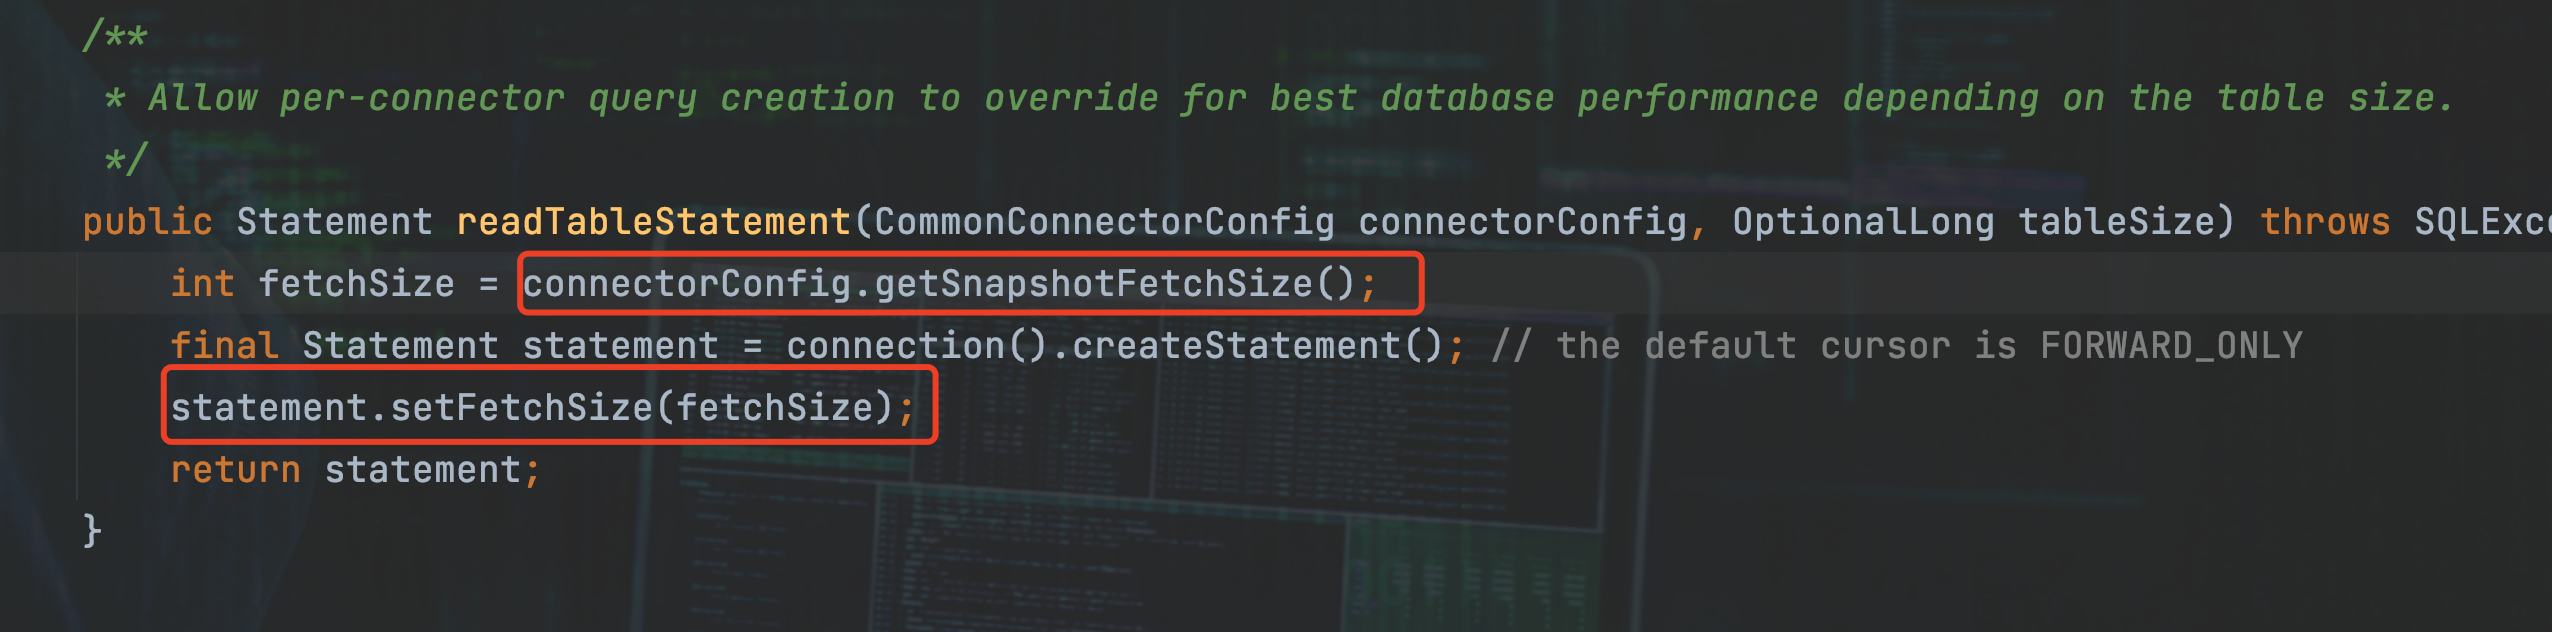 /**
* Allow per-connector query creation to override for best database performance depending on the table size.
*/
public Statement readTableStatement(CommonConnectorConfig connectorConfig, OptionalLong tableSize) throws SQLExc
int fetchSize = connectorConfig.getSnapshotFetchSize();
final Statement statement = connection().createStatement(); // the default cursor is FORWARD_ONLY
statement.setFetchSize(fetchSize);
return statement;
}